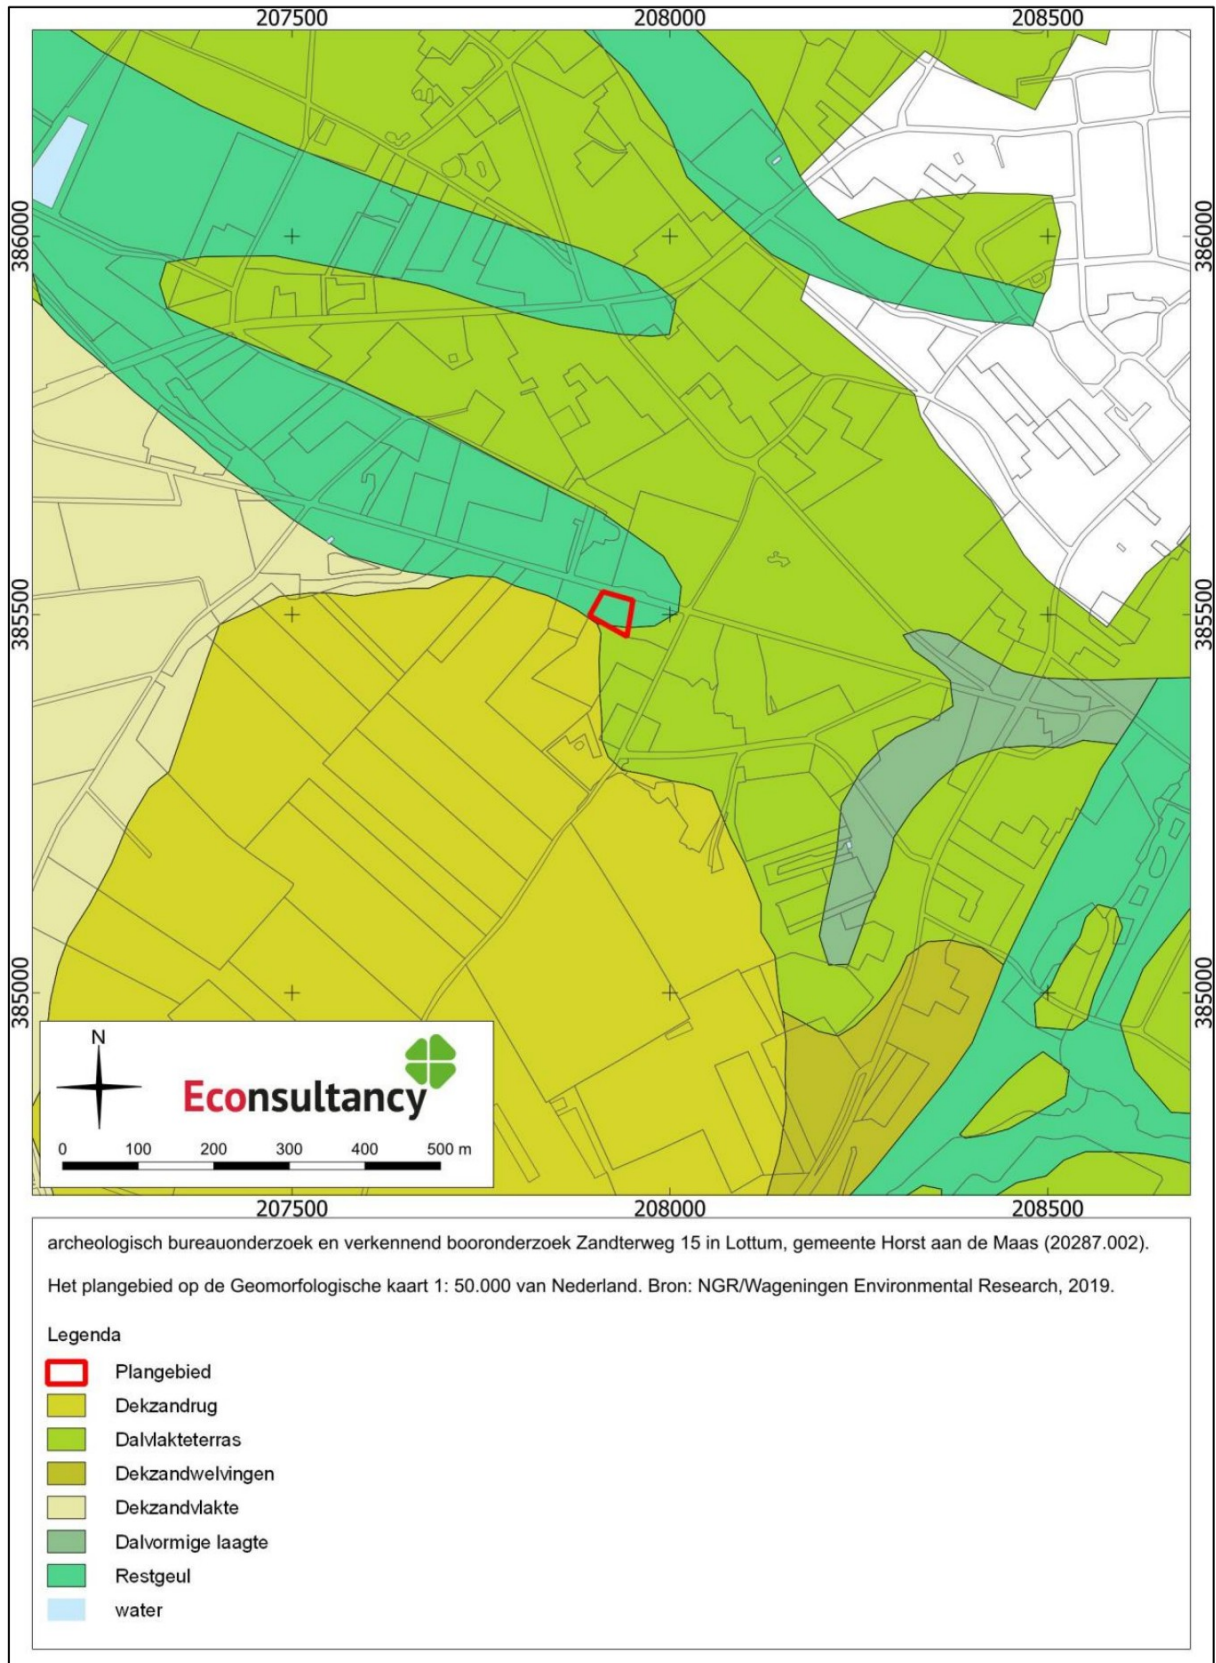 207500 208000 208500
386000 386000
385500 385500
385000 385000
N
Econsultancy
0 100 200 300 400 500 m
207500 208000 208500
archeologisch bureauonderzoek en verkennend booronderzoek Zandterweg 15 in Lottum, gemeente Horst aan de Maas (20287.002).
Het plangebied op de Geomorfologische kaart 1: 50.000 van Nederland. Bron: NGR/Wageningen Environmental Research, 2019.
Legenda
Plangebied
Dekzandrug
Dalvlakteterras
Dekzandwelvingen
Dekzandvlakte
Dalvormige laagte
Restgeul
water